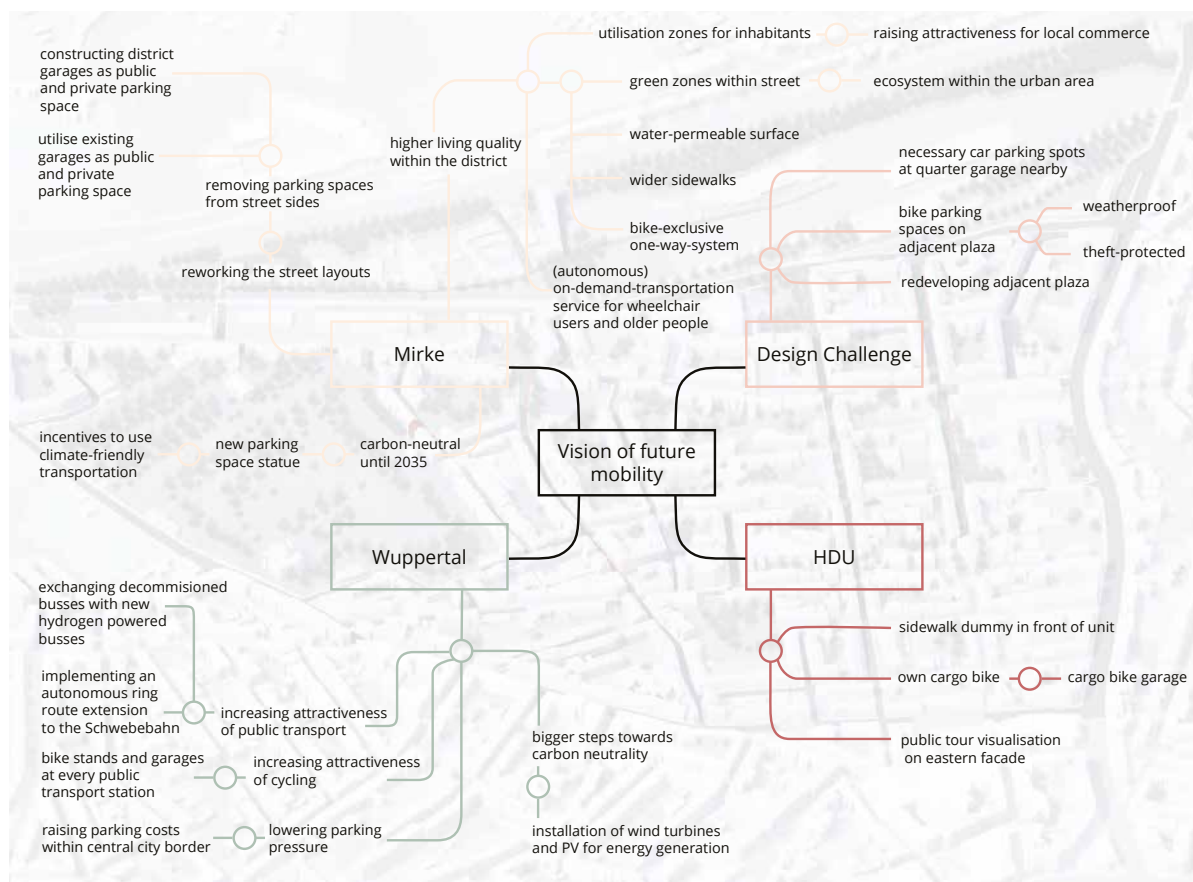 constructing district
garages as public
and private parking
space
utilise existing
garages as public
and private
parking space
removing parking spaces
from street sides
reworking the street layouts
higher living quality
within the district
utilisation zones for inhabitants
raising attractiveness for local commerce
green zones within street
ecosystem within the urban area
water-permeable surface
wider sidewalks
bike-exclusive
one-way-system
(autonomous)
on-demand-transportation
service for wheelchair
users and older people
necessary car parking spots
at quarter garage nearby
bike parking
spaces on
adjacent plaza
weatherproof
theft-protected
redeveloping adjacent plaza
Mirke
Design Challenge
incentives to use
climate-friendly
transportation
new parking
space statue
carbon-neutral
until 2035
Vision of future
mobility
Wuppertal
HDU
exchanging decommisioned
busses with new
hydrogen powered
busses
implementing an
autonomous ring
route extension
to the Schwebebahn
increasing attractiveness
of public transport
bike stands and garages
at every public
transport station
increasing attractiveness
of cycling
raising parking costs
within central city border
lowering parking
pressure
bigger steps towards
carbon neutrality
installation of wind turbines
and PV for energy generation
sidewalk dummy in front of unit
own cargo bike
cargo bike garage
public tour visualisation
on eastern facade